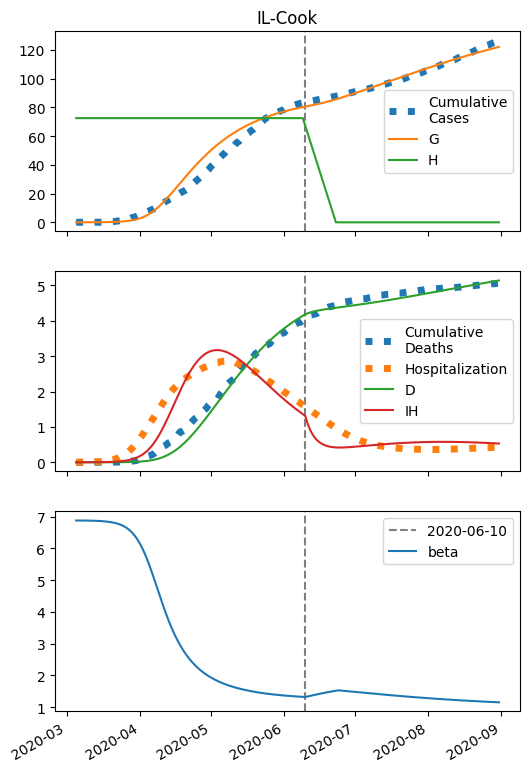 IL-Cook
120
100
80
60
40
20
0
Cumulative
Cases
G
H
5
4
3
2
1
0
Cumulative
Deaths
Hospitalization
D
IH
7
6
5
4
3
2
1
2020-06-10
beta
2020-03
2020-04
2020-05
2020-06
2020-07
2020-08
2020-09